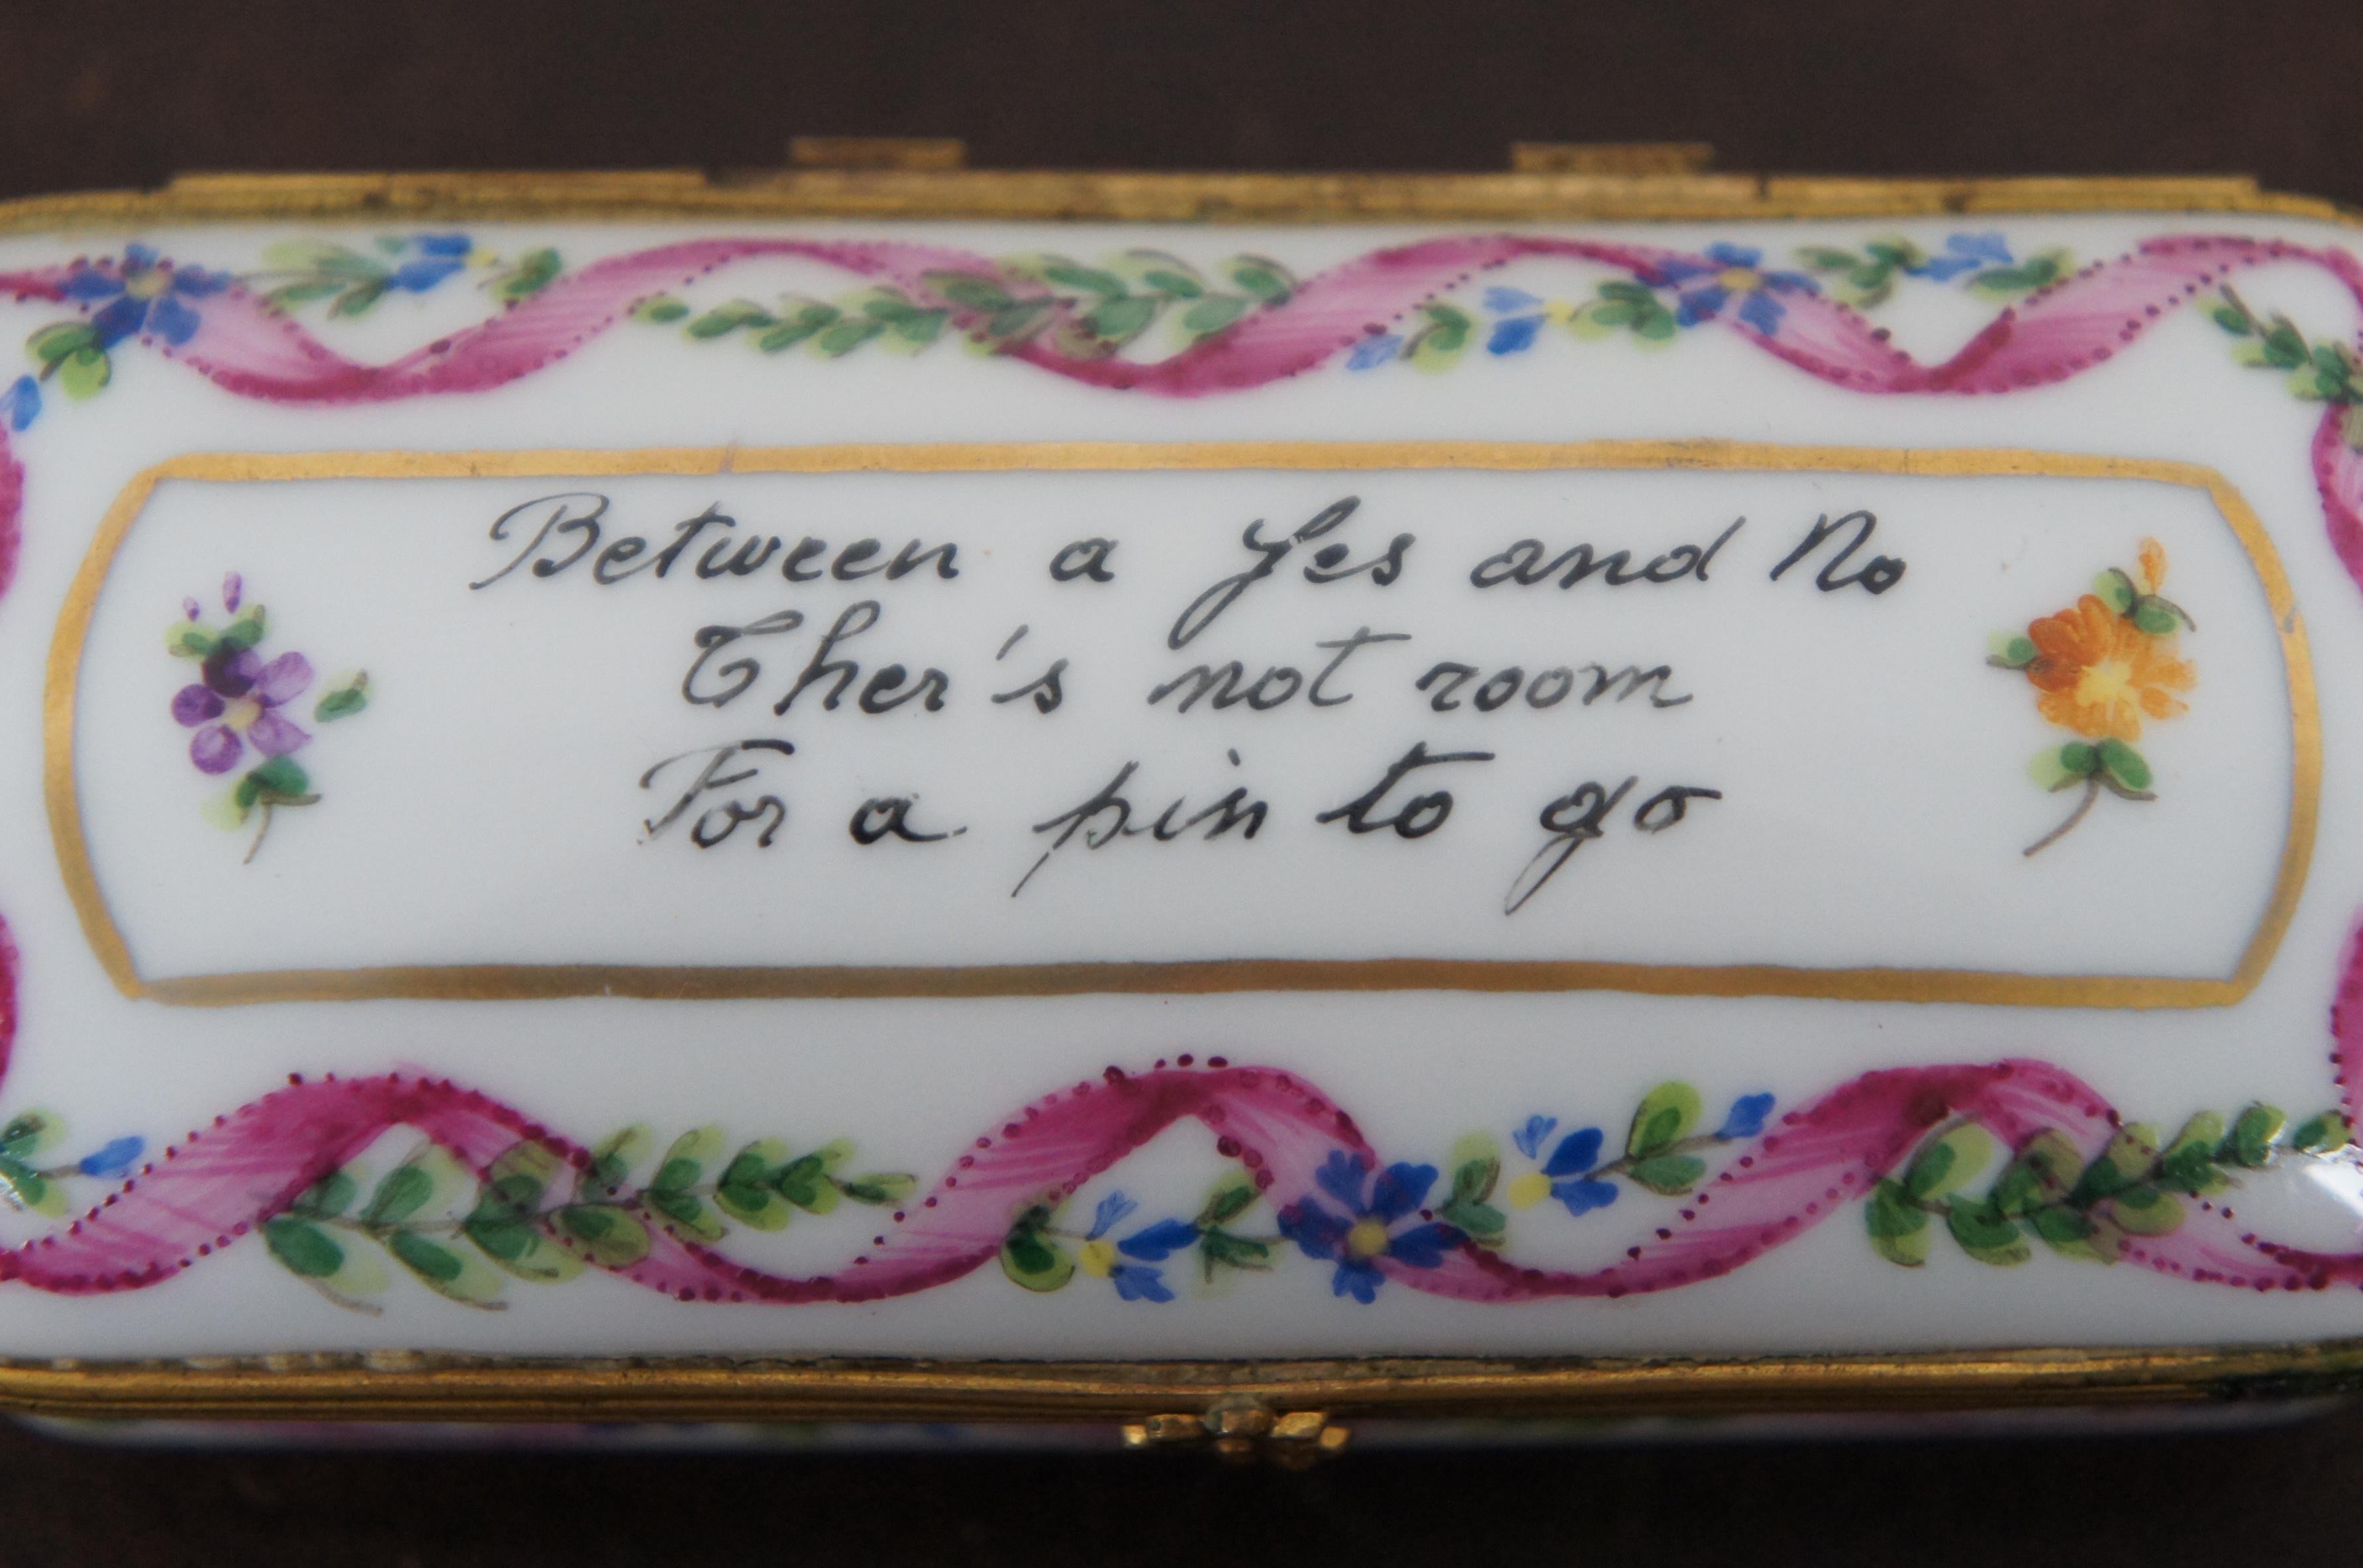 Between a Yes and No
Ther's not room
For a pin to go